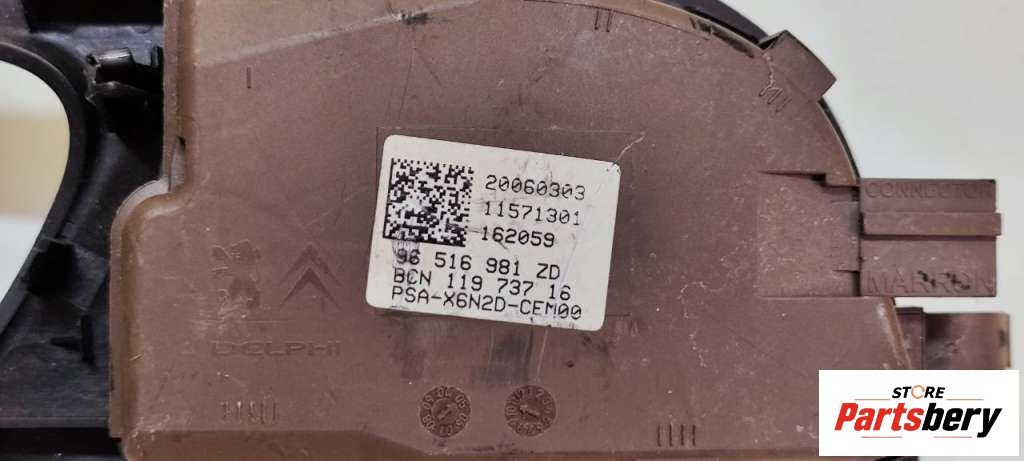 20060303
11571301
162059
96 516 981 ZD
BCN 119 737 16
PSA-X6N2D-CEM00
CONNECTOR
MARRON
DELPHI
STORE
Partsbery